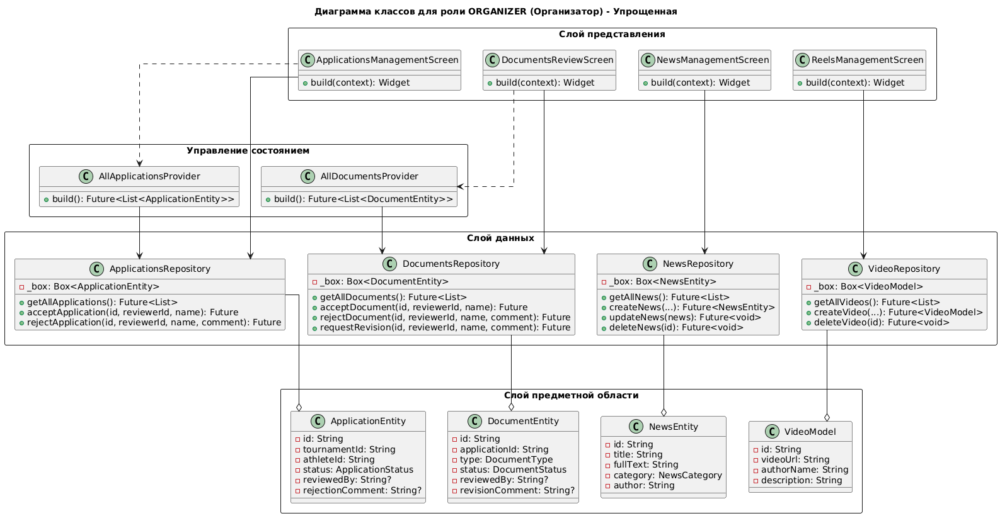 Диаграмма классов для роли ORGANIZER (Организатор) - Упрощенная
Слой представления
C ApplicationsManagementScreen
build(context): Widget
C DocumentsReviewScreen
build(context): Widget
C NewsManagementScreen
build(context): Widget
C ReelsManagementScreen
build(context): Widget
Управление состоянием
C AllApplicationsProvider
build(): Future<List<ApplicationEntity>>
C AllDocumentsProvider
build(): Future<List<DocumentEntity>>
Слой данных
C ApplicationsRepository
_box: Box<ApplicationEntity>
getAllApplications(): Future<List>
acceptApplication(id, reviewerId, name): Future
rejectApplication(id, reviewerId, name, comment): Future
C DocumentsRepository
_box: Box<DocumentEntity>
getAllDocuments(): Future<List>
acceptDocument(id, reviewerId, name): Future
rejectDocument(id, reviewerId, name, comment): Future
requestRevision(id, reviewerId, name, comment): Future
C NewsRepository
_box: Box<NewsEntity>
getAllNews(): Future<List>
createNews(...): Future<NewsEntity>
updateNews(news): Future<void>
deleteNews(id): Future<void>
C VideoRepository
_box: Box<VideoModel>
getAllVideos(): Future<List>
createVideo(...): Future<VideoModel>
deleteVideo(id): Future<void>
Слой предметной области
C ApplicationEntity
id: String
tournamentId: String
athleteId: String
status: ApplicationStatus
reviewedBy: String?
rejectionComment: String?
C DocumentEntity
id: String
applicationId: String
type: DocumentType
status: DocumentStatus
reviewedBy: String?
revisionComment: String?
C NewsEntity
id: String
title: String
fullText: String
category: NewsCategory
author: String
C VideoModel
id: String
videoUrl: String
authorName: String
description: String